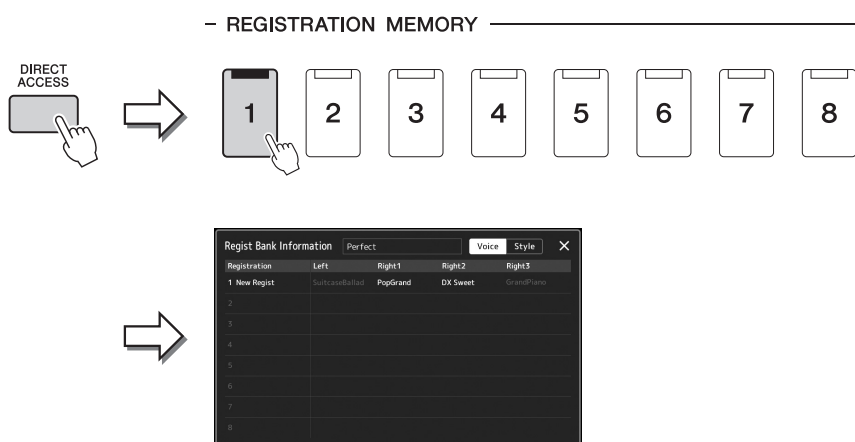 REGISTRATION MEMORY
DIRECT
ACCESS
1 2 3 4 5 6 7 8
Regist Bank Information Perfect Voice Style X
Registration Left Right1 Right2 Right3
1 New Regist SuitcaseBallad PopGrand DX Sweet GrandPiano
2
3
4
5
6
7
8